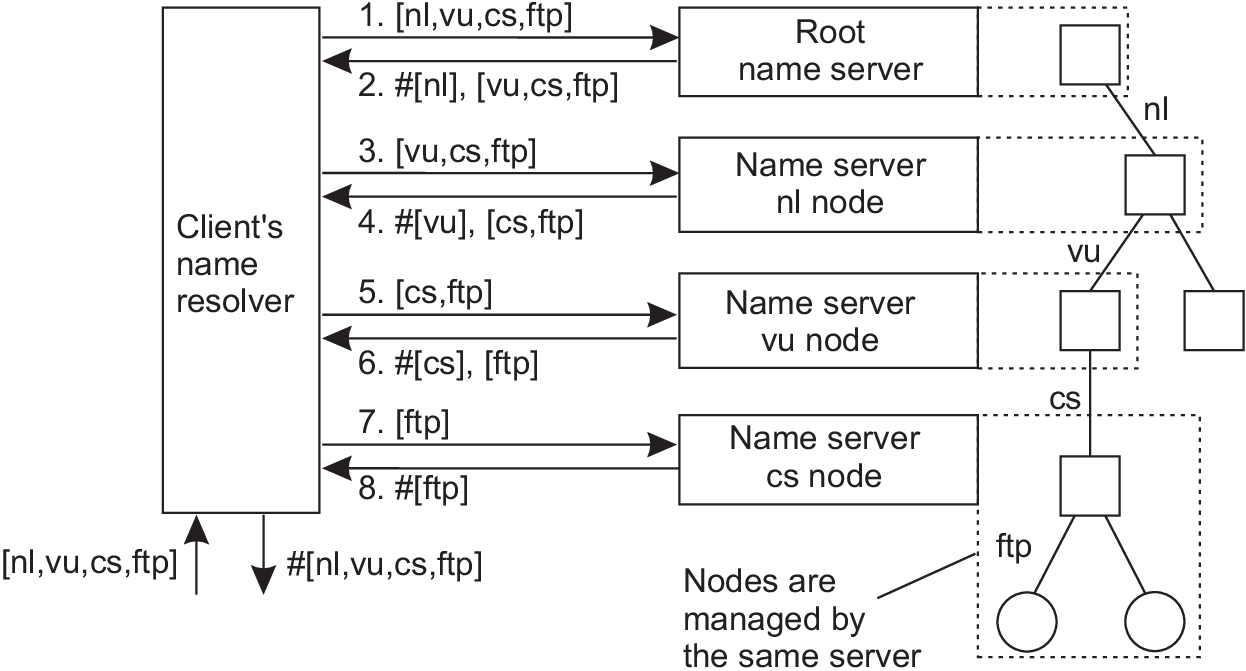 1. [nl,vu,cs,ftp]
2. #[nl], [vu,cs,ftp]
3. [vu,cs,ftp]
4. #[vu], [cs,ftp]
5. [cs,ftp]
6. #[cs], [ftp]
7. [ftp]
8. #[ftp]
Client's
name
resolver
[nl,vu,cs,ftp]
#[nl,vu,cs,ftp]
Root
name server
Name server
nl node
Name server
vu node
Name server
cs node
nl
vu
cs
ftp
Nodes are
managed by
the same server